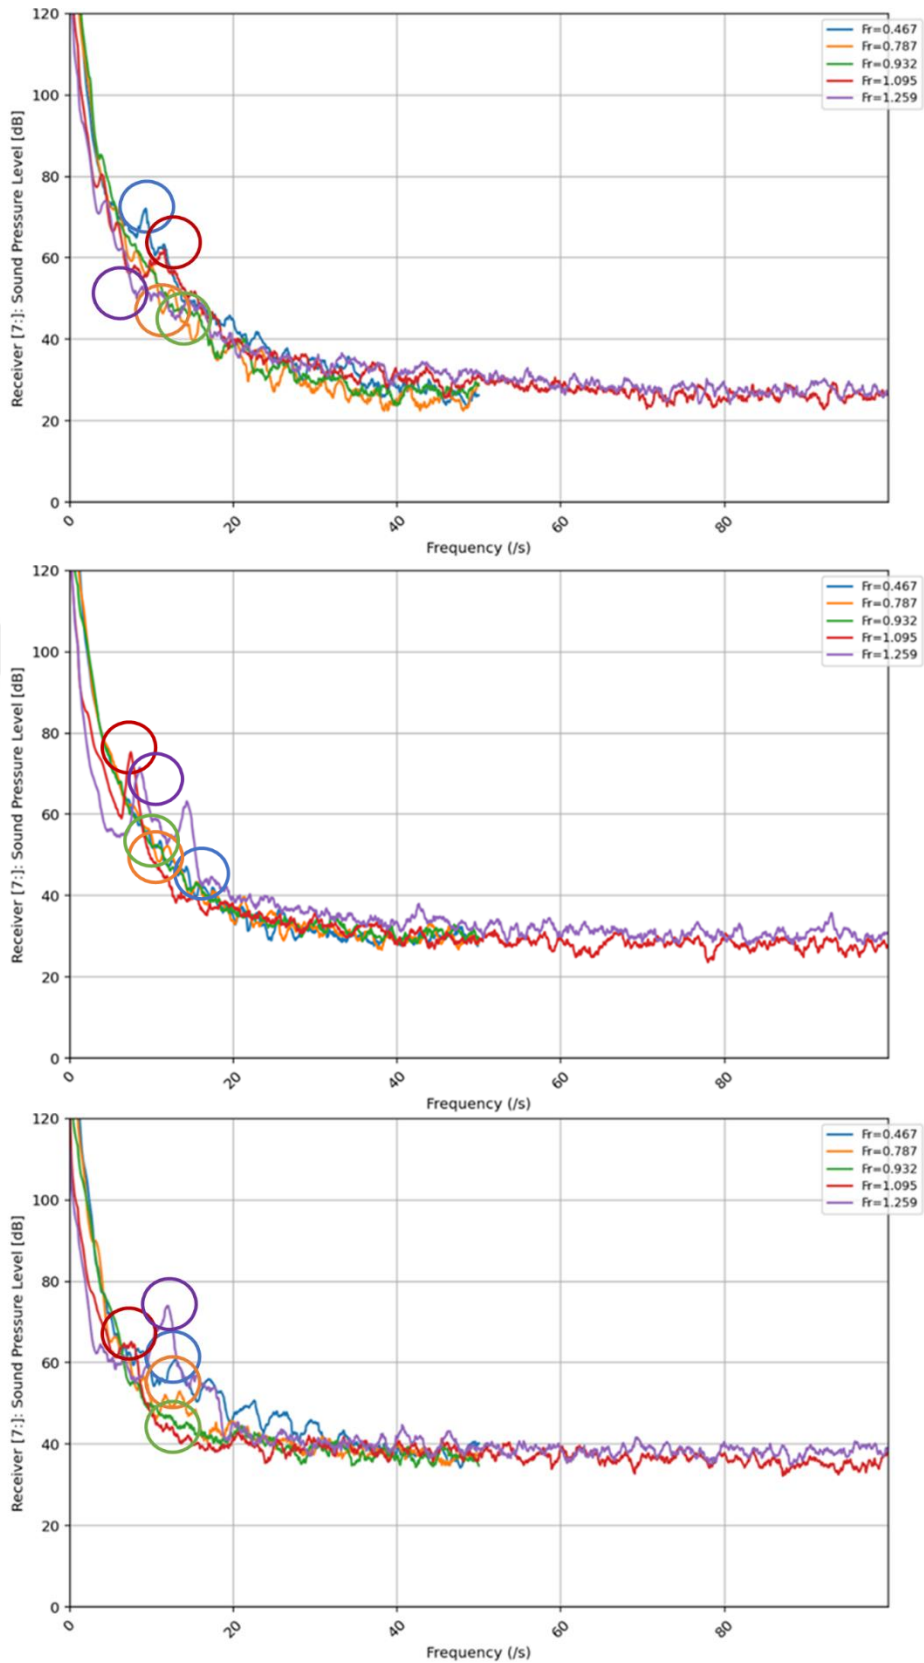 120
100
80
60
40
20
0
Receiver [7:]: Sound Pressure Level [dB]
Fr=0.467
Fr=0.787
Fr=0.932
Fr=1.095
Fr=1.259
0 20 40 60 80
Frequency (/s)
120
100
80
60
40
20
0
Receiver [7:]: Sound Pressure Level [dB]
Fr=0.467
Fr=0.787
Fr=0.932
Fr=1.095
Fr=1.259
0 20 40 60 80
Frequency (/s)
120
100
80
60
40
20
0
Receiver [7:]: Sound Pressure Level [dB]
Fr=0.467
Fr=0.787
Fr=0.932
Fr=1.095
Fr=1.259
0 20 40 60 80
Frequency (/s)